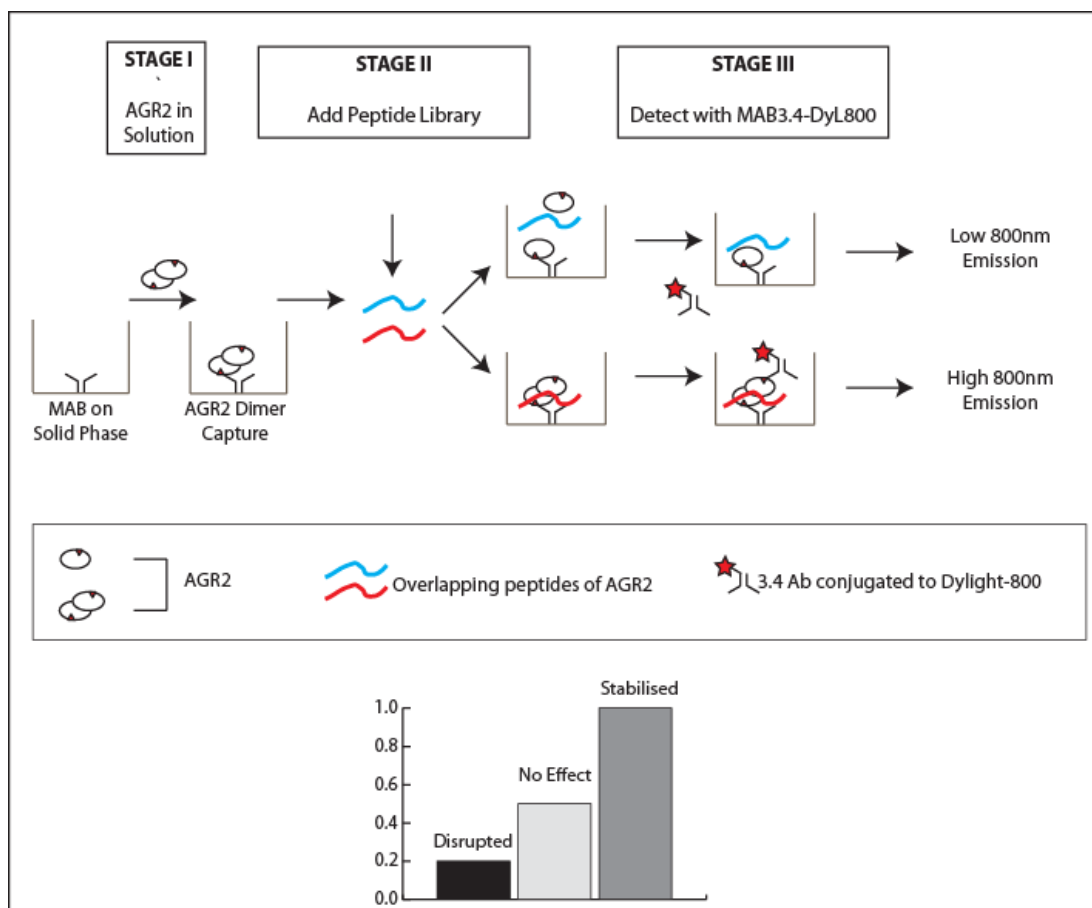 STAGE I
`
AGR2 in
Solution
STAGE II
Add Peptide Library
STAGE III
Detect with MAB3.4-DyL800
Low 800nm
Emission
MAB on
Solid Phase
AGR2 Dimer
Capture
High 800nm
Emission
AGR2
Overlapping peptides of AGR2
3.4 Ab conjugated to Dylight-800
Stabilised
No Effect
Disrupted
1.0
0.8
0.6
0.4
0.2
0.0